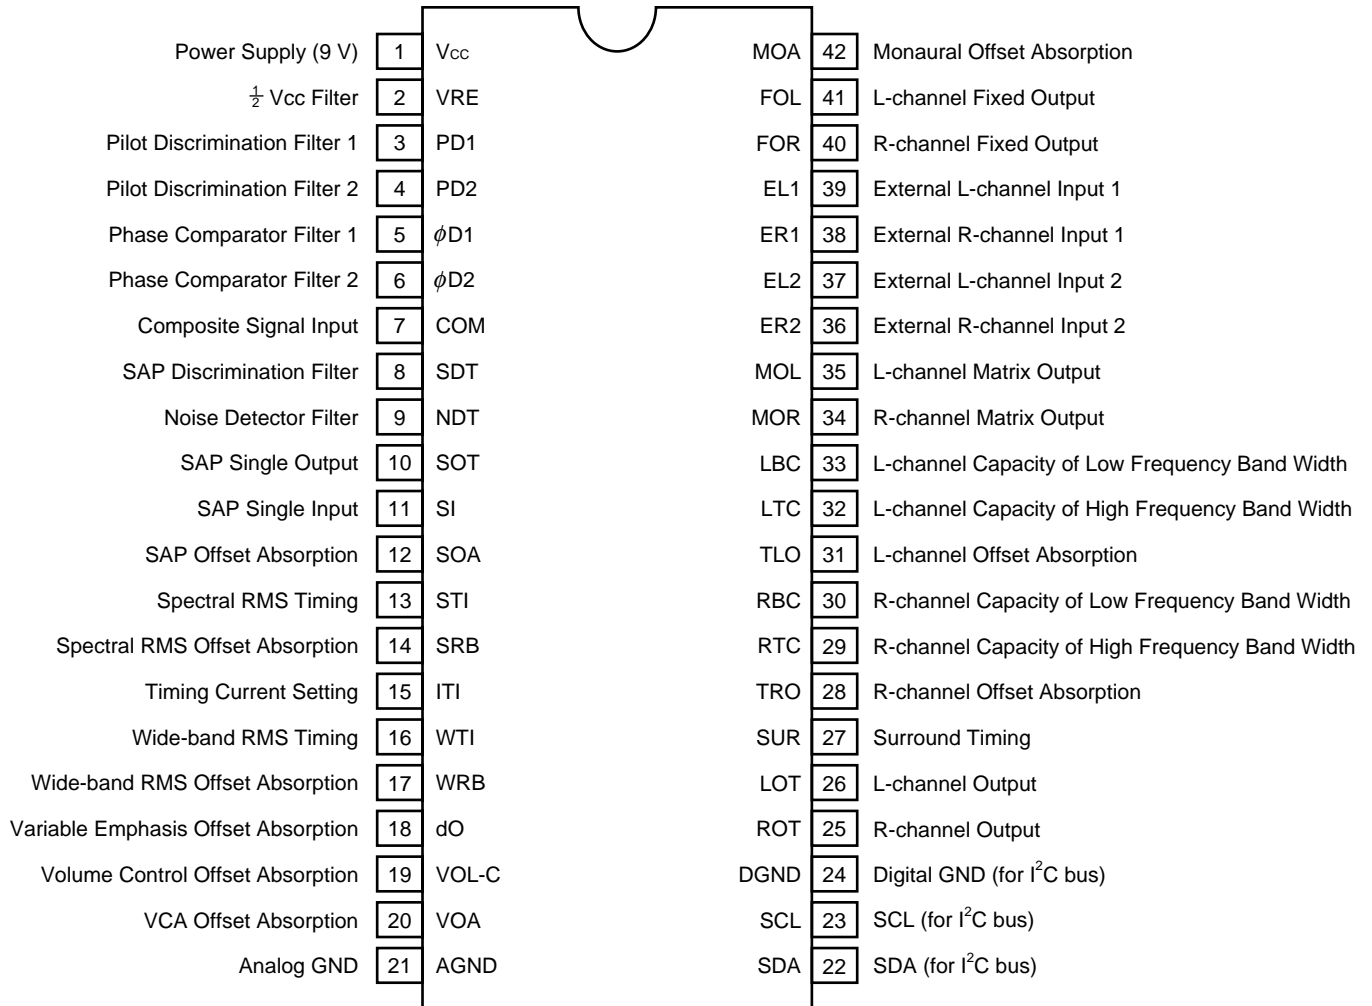 Power Supply (9 V) 1 Vcc MOA 42 Monaural Offset Absorption
½ Vcc Filter 2 VRE FOL 41 L-channel Fixed Output
Pilot Discrimination Filter 1 3 PD1 FOR 40 R-channel Fixed Output
Pilot Discrimination Filter 2 4 PD2 EL1 39 External L-channel Input 1
Phase Comparator Filter 1 5 ϕD1 ER1 38 External R-channel Input 1
Phase Comparator Filter 2 6 ϕD2 EL2 37 External L-channel Input 2
Composite Signal Input 7 COM ER2 36 External R-channel Input 2
SAP Discrimination Filter 8 SDT MOL 35 L-channel Matrix Output
Noise Detector Filter 9 NDT MOR 34 R-channel Matrix Output
SAP Single Output 10 SOT LBC 33 L-channel Capacity of Low Frequency Band Width
SAP Single Input 11 SI LTC 32 L-channel Capacity of High Frequency Band Width
SAP Offset Absorption 12 SOA TLO 31 L-channel Offset Absorption
Spectral RMS Timing 13 STI RBC 30 R-channel Capacity of Low Frequency Band Width
Spectral RMS Offset Absorption 14 SRB RTC 29 R-channel Capacity of High Frequency Band Width
Timing Current Setting 15 ITI TRO 28 R-channel Offset Absorption
Wide-band RMS Timing 16 WTI SUR 27 Surround Timing
Wide-band RMS Offset Absorption 17 WRB LOT 26 L-channel Output
Variable Emphasis Offset Absorption 18 dO ROT 25 R-channel Output
Volume Control Offset Absorption 19 VOL-C DGND 24 Digital GND (for I²C bus)
VCA Offset Absorption 20 VOA SCL 23 SCL (for I²C bus)
Analog GND 21 AGND SDA 22 SDA (for I²C bus)